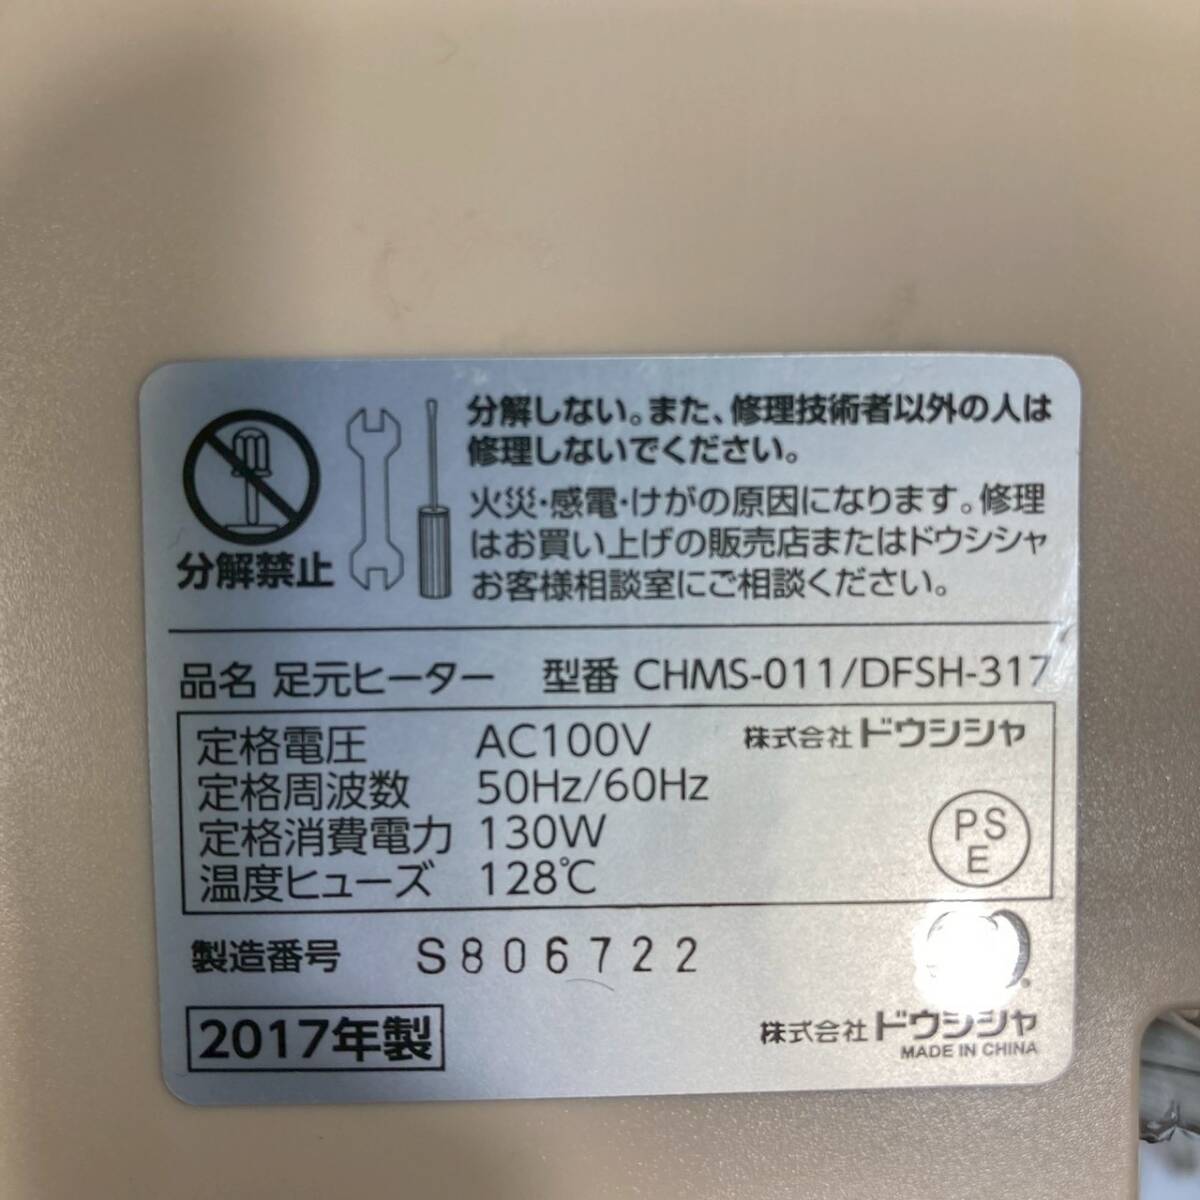 分解禁止
分解しない。また、修理技術者以外の人は
修理しないでください。
火災・感電・けがの原因になります。修理
はお買い上げの販売店またはドウシシャ
お客様相談室にご相談ください。
品名 足元ヒーター 型番 CHMS-011/DFSH-317
定格電圧 AC100V 株式会社ドウシシャ
定格周波数 50Hz/60Hz
定格消費電力 130W
温度ヒューズ 128℃
PS
E
製造番号 S806722
2017年製
株式会社ドウシシャ
MADE IN CHINA